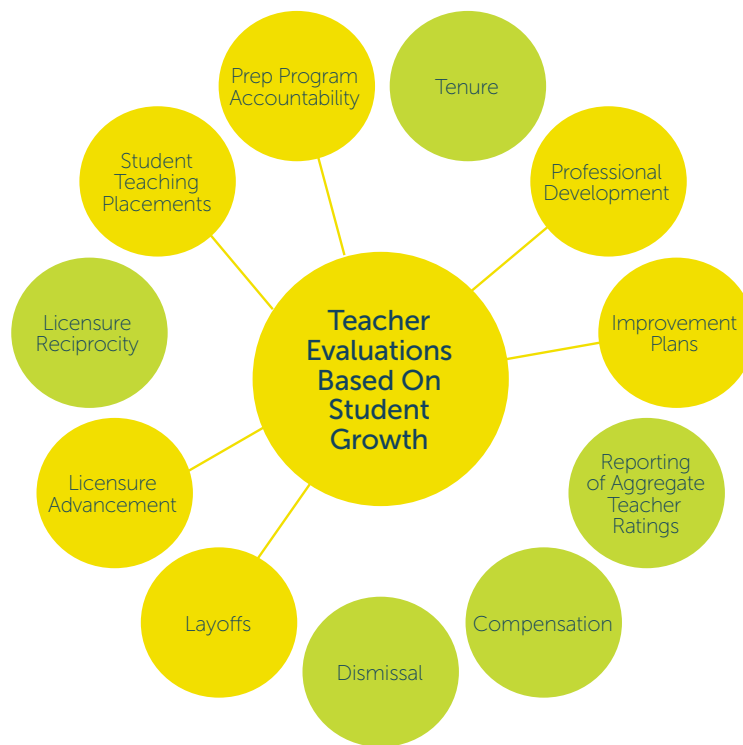 Prep Program
Accountability
Tenure
Student
Teaching
Placements
Professional
Development
Licensure
Reciprocity
Teacher
Evaluations
Based On
Student
Growth
Improvement
Plans
Licensure
Advancement
Reporting
of Aggregate
Teacher
Ratings
Layoffs
Compensation
Dismissal